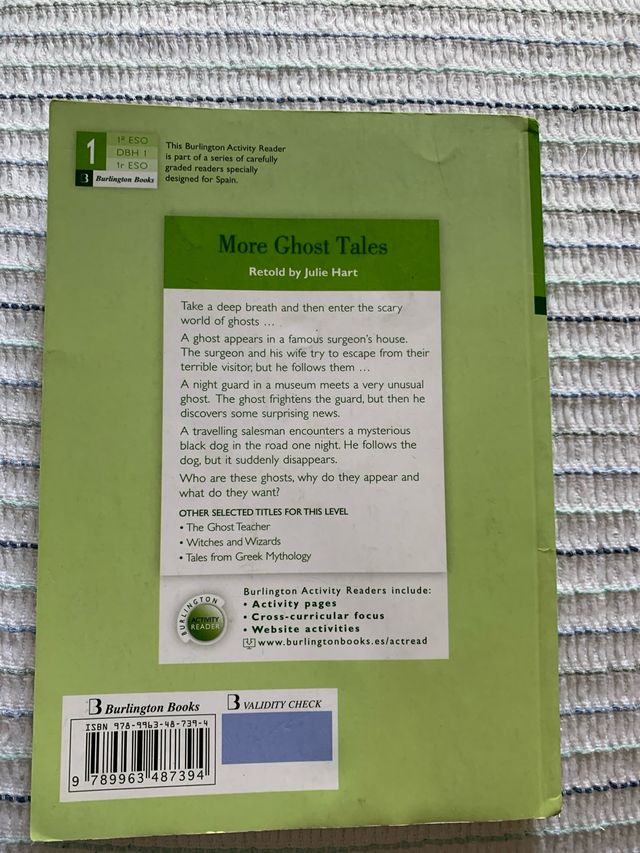 1
1º ESO
DBH 1
1r ESO
B Burlington Books
This Burlington Activity Reader
is part of a series of carefully
graded readers specially
designed for Spain.
More Ghost Tales
Retold by Julie Hart
Take a deep breath and then enter the scary
world of ghosts …
A ghost appears in a famous surgeon's house.
The surgeon and his wife try to escape from their
terrible visitor, but he follows them …
A night guard in a museum meets a very unusual
ghost. The ghost frightens the guard, but then he
discovers some surprising news.
A travelling salesman encounters a mysterious
black dog in the road one night. He follows the
dog, but it suddenly disappears.
Who are these ghosts, why do they appear and
what do they want?
OTHER SELECTED TITLES FOR THIS LEVEL
• The Ghost Teacher
• Witches and Wizards
• Tales from Greek Mythology
BURLINGTON
ACTIVITY
READER
Burlington Activity Readers include:
• Activity pages
• Cross-curricular focus
• Website activities
www.burlingtonbooks.es/actread
B Burlington Books
B VALIDITY CHECK
ISBN 978-9963-48-739-4
9 789963 487394